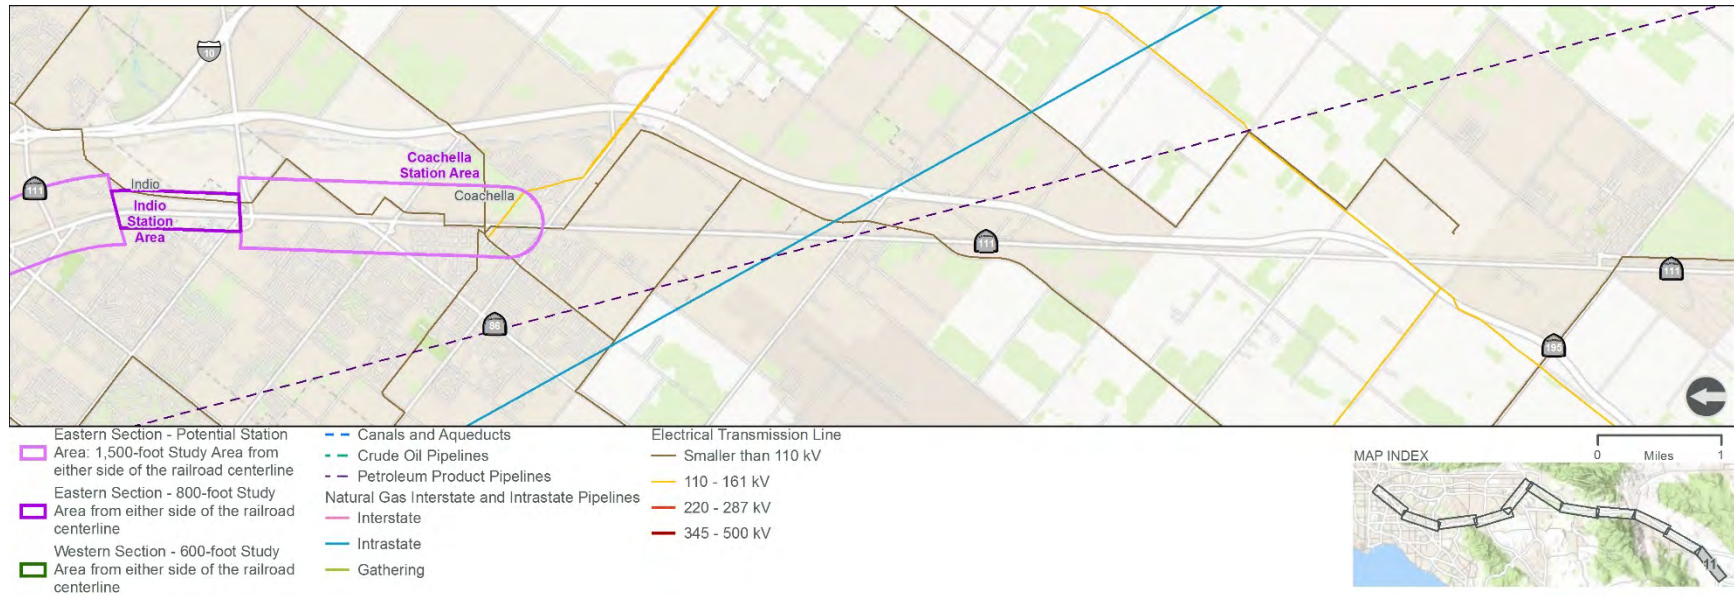 10
Coachella
Station Area
111
Indio
Coachella
Indio
Station
Area
111
111
86
195
Eastern Section - Potential Station
Area: 1,500-foot Study Area from
either side of the railroad centerline
Eastern Section - 800-foot Study
Area from either side of the railroad
centerline
Western Section - 600-foot Study
Area from either side of the railroad
centerline
Canals and Aqueducts
Crude Oil Pipelines
Petroleum Product Pipelines
Natural Gas Interstate and Intrastate Pipelines
Interstate
Intrastate
Gathering
Electrical Transmission Line
Smaller than 110 kV
110 - 161 kV
220 - 287 kV
345 - 500 kV
0 Miles 1
MAP INDEX
11